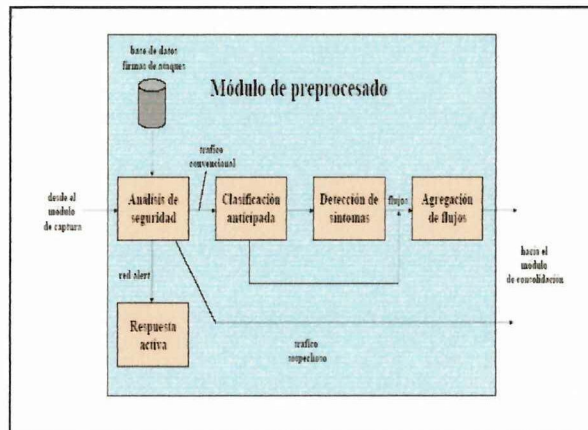 base de datos
firmas de ataques
Módulo de preprocesado
trafico
convencional
desde el
modulo
de captura
Análisis de
seguridad
Clasificación
anticipada
Detección de
síntomas
flujos
Agregación
de flujos
hacia el
modulo
de consolidación
red alert
Respuesta
activa
trafico
sospechoso